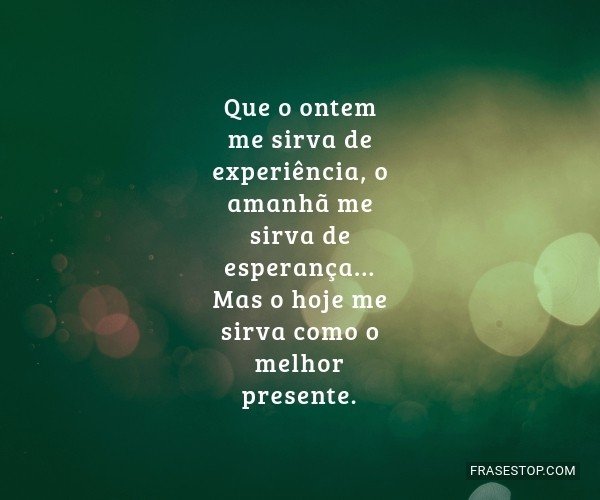 Que o ontem
me sirva de
experiência, o
amanhã me
sirva de
esperança...
Mas o hoje me
sirva como o
melhor
presente.
FRASESTOP.COM